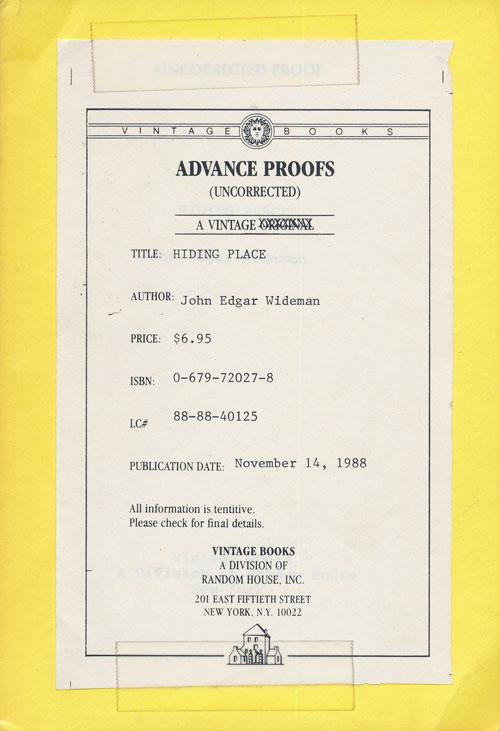 UNCORRECTED PROOF
VINTAGE BOOKS
ADVANCE PROOFS
(UNCORRECTED)
A VINTAGE ORIGINAL
TITLE: HIDING PLACE
AUTHOR: John Edgar Wideman
PRICE: $6.95
ISBN: 0-679-72027-8
LC# 88-88-40125
PUBLICATION DATE: November 14, 1988
All information is tentitive.
Please check for final details.
VINTAGE BOOKS
A DIVISION OF
RANDOM HOUSE, INC.
201 EAST FIFTIETH STREET
NEW YORK, N.Y. 10022